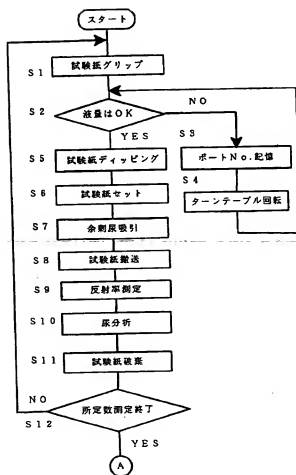 スタート
S1
試験紙グリップ
S2
液量はOK
NO
YES
S3
ポートNo.記憶
S4
ターンテーブル回転
S5
試験紙ディッピング
S6
試験紙セット
S7
余剰尿吸引
S8
試験紙搬送
S9
反射率測定
S10
尿分析
S11
試験紙破棄
NO
所定数測定終了
S12
YES
A